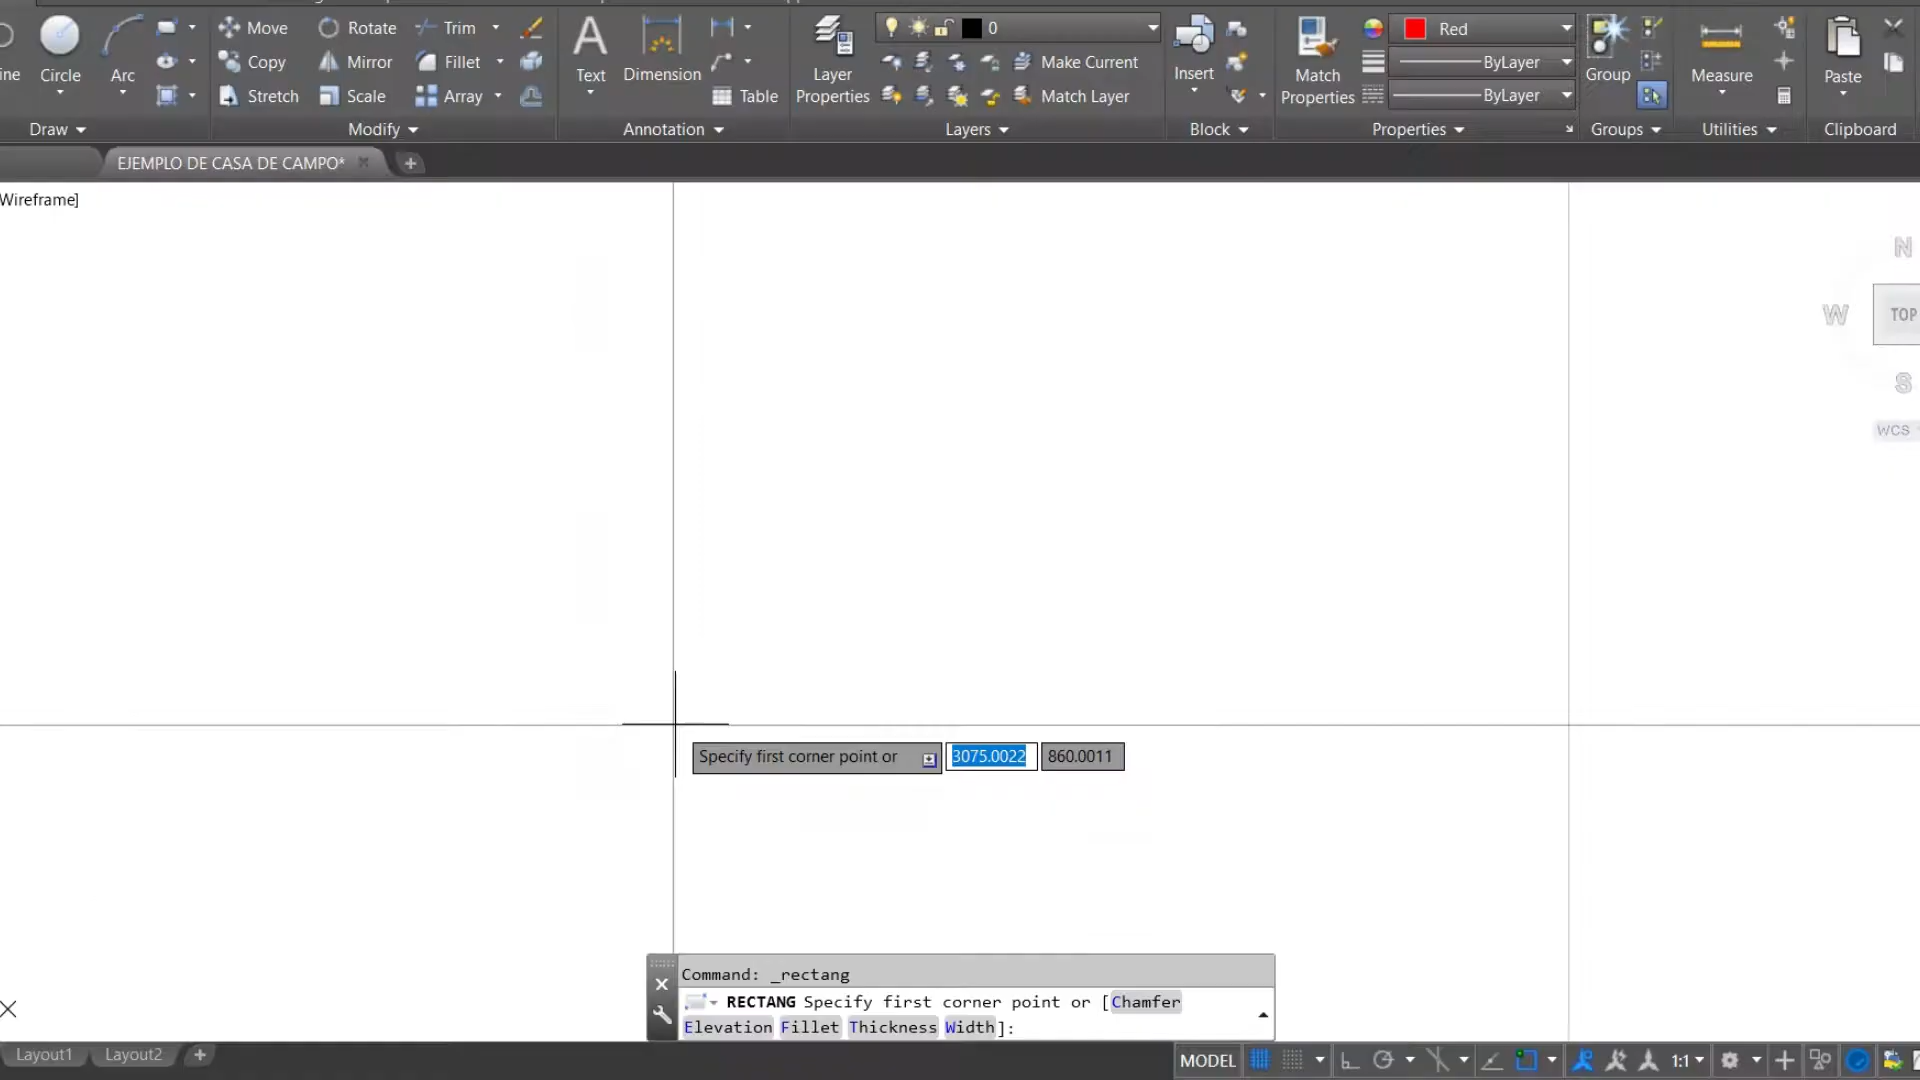 ine Circle Arc
Move Rotate Trim
Copy Mirror Fillet
Stretch Scale Array
Text Dimension Table
Layer Properties
0
Make Current
Match Layer
Insert
Match Properties
Red
ByLayer
ByLayer
Group
Measure
Paste
Draw Modify Annotation Layers Block Properties Groups Utilities Clipboard
EJEMPLO DE CASA DE CAMPO*
Wireframe]
N
W TOP
S
WCS
Specify first corner point or 3075.0022 860.0011
Command: _rectang
RECTANG Specify first corner point or [Chamfer
Elevation Fillet Thickness Width]:
Layout1 Layout2 +
MODEL 1:1